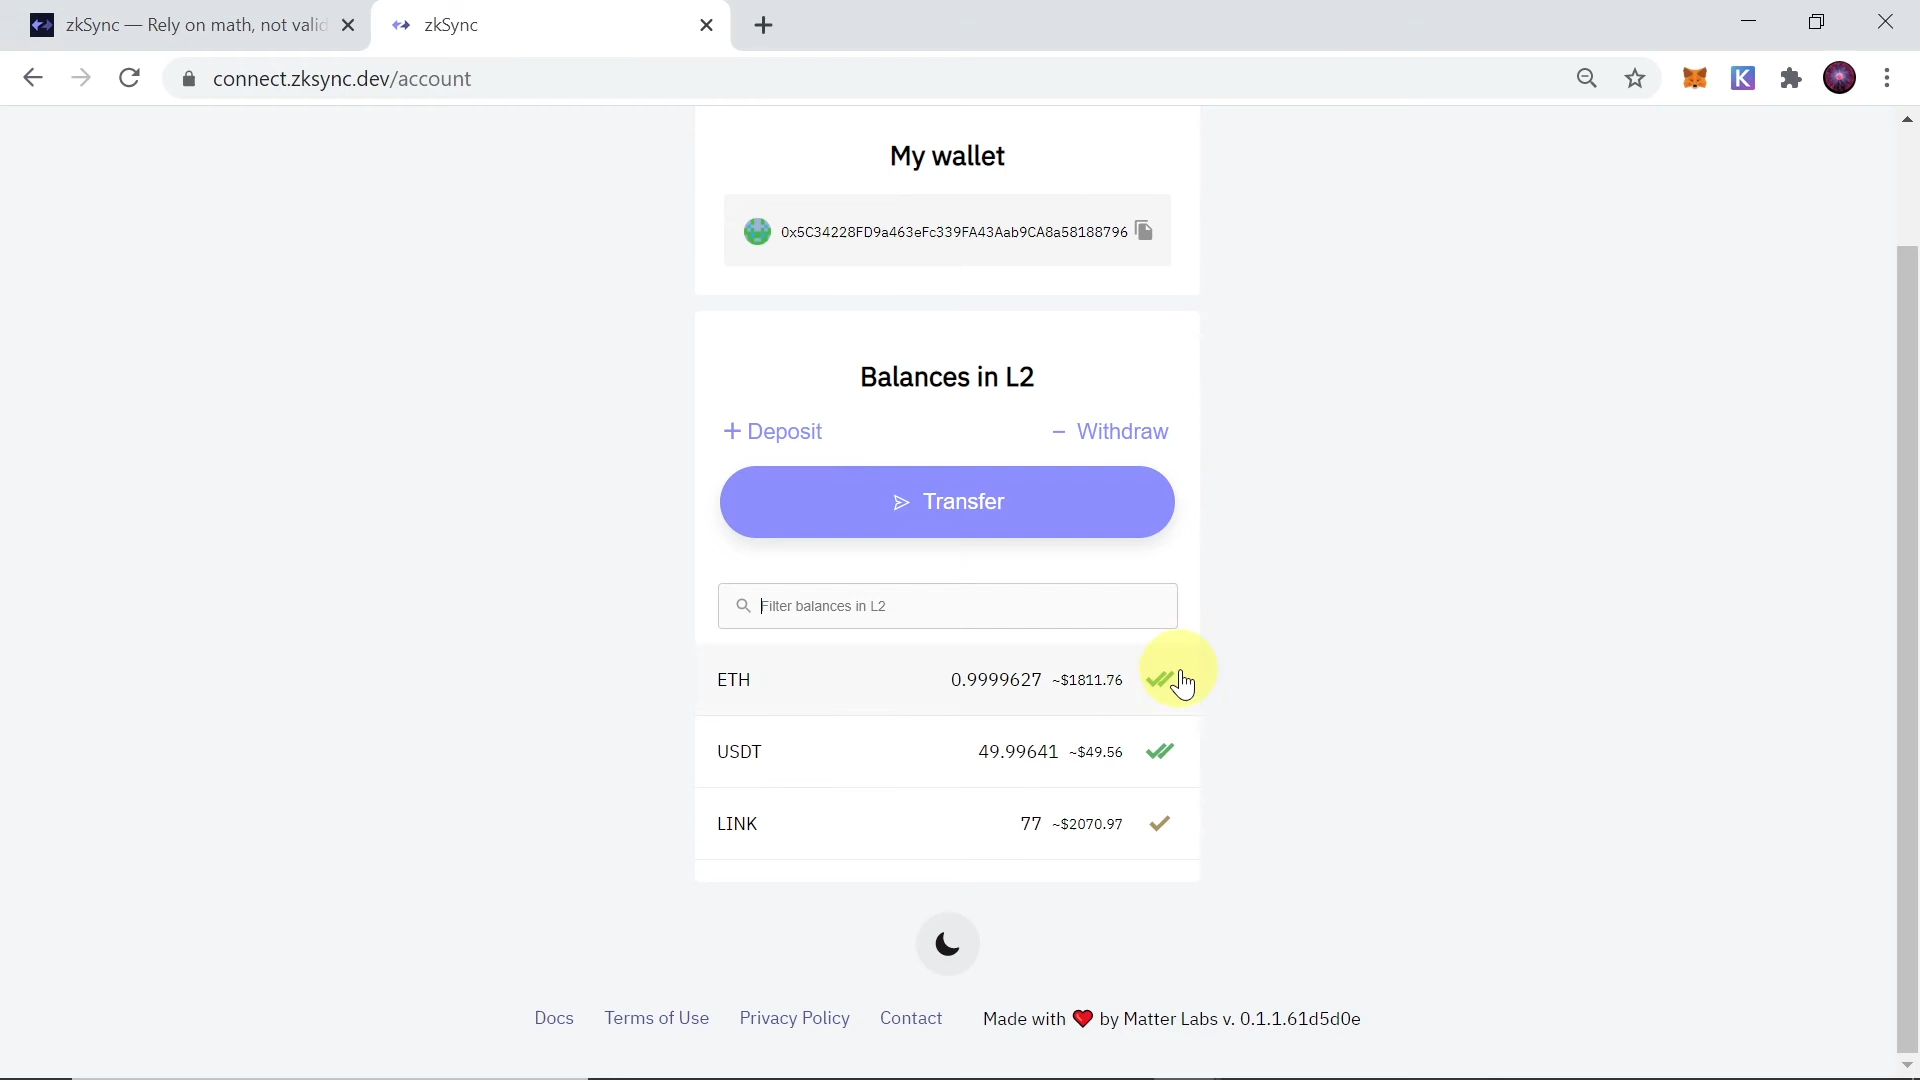 zkSync — Rely on math, not valid
zkSync
connect.zksync.dev/account
K
My wallet
0x5C34228FD9a463eFc339FA43Aab9CA8a58188796
Balances in L2
+ Deposit
− Withdraw
Transfer
Filter balances in L2
ETH 0.9999627 ~$1811.76
USDT 49.99641 ~$49.56
LINK 77 ~$2070.97
Docs Terms of Use Privacy Policy Contact Made with ❤ by Matter Labs v. 0.1.1.61d5d0e